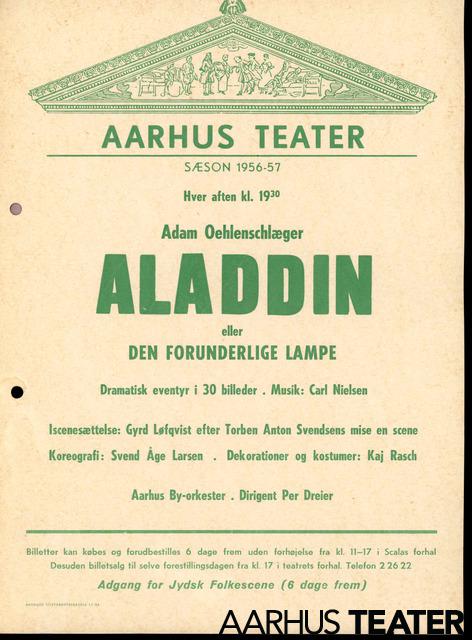 AARHUS TEATER
SÆSON 1956-57
Hver aften kl. 19³⁰
Adam Oehlenschlæger
ALADDIN
eller
DEN FORUNDERLIGE LAMPE
Dramatisk eventyr i 30 billeder . Musik: Carl Nielsen
Iscenesættelse: Gyrd Løfqvist efter Torben Anton Svendsens mise en scene
Koreografi: Svend Åge Larsen . Dekorationer og kostumer: Kaj Rasch
Aarhus By-orkester . Dirigent Per Dreier
Billetter kan købes og forudbestilles 6 dage frem uden forhøjelse fra kl. 11-17 i Scalas forhal
Desuden billetsalg til selve forestillingsdagen fra kl. 17 i teatrets forhal. Telefon 2 26 22
Adgang for Jydsk Folkescene (6 dage frem)
AARHUS TEATER